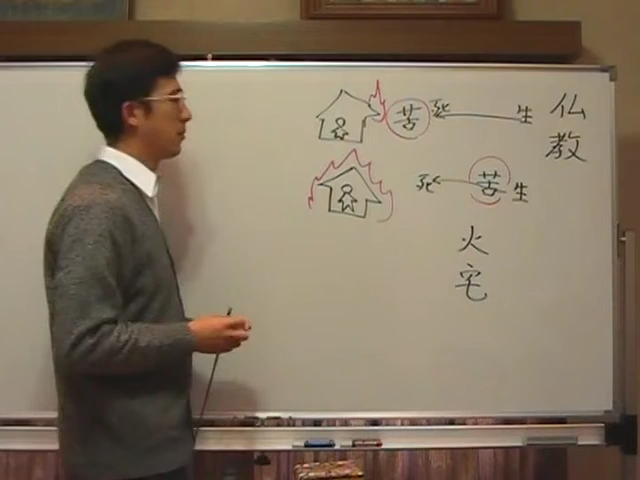 仏教
生 死 苦
生 苦 死
火宅